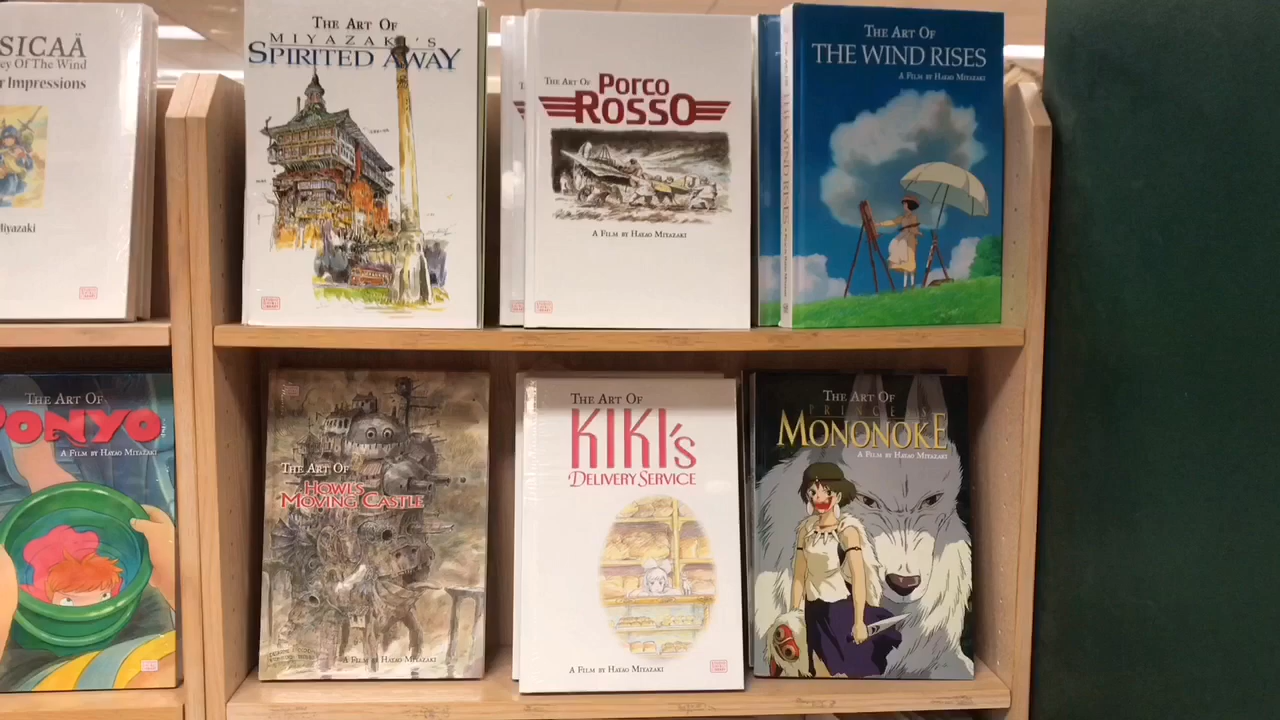 SICAÄ
ey Of The Wind
r Impressions
Miyazaki
THE ART OF
MIYAZAKI'S
SPIRITED AWAY
THE ART OF
PORCO
ROSSO
A FILM BY HAYAO MIYAZAKI
THE ART OF
THE WIND RISES
A FILM BY HAYAO MIYAZAKI
THE ART OF
PONYO
A FILM BY HAYAO MIYAZAKI
THE ART OF
HOWL'S
MOVING CASTLE
A FILM BY HAYAO MIYAZAKI
THE ART OF
KIKI's
DELIVERY SERVICE
A FILM BY HAYAO MIYAZAKI
THE ART OF
PRINCESS
MONONOKE
A FILM BY HAYAO MIYAZAKI